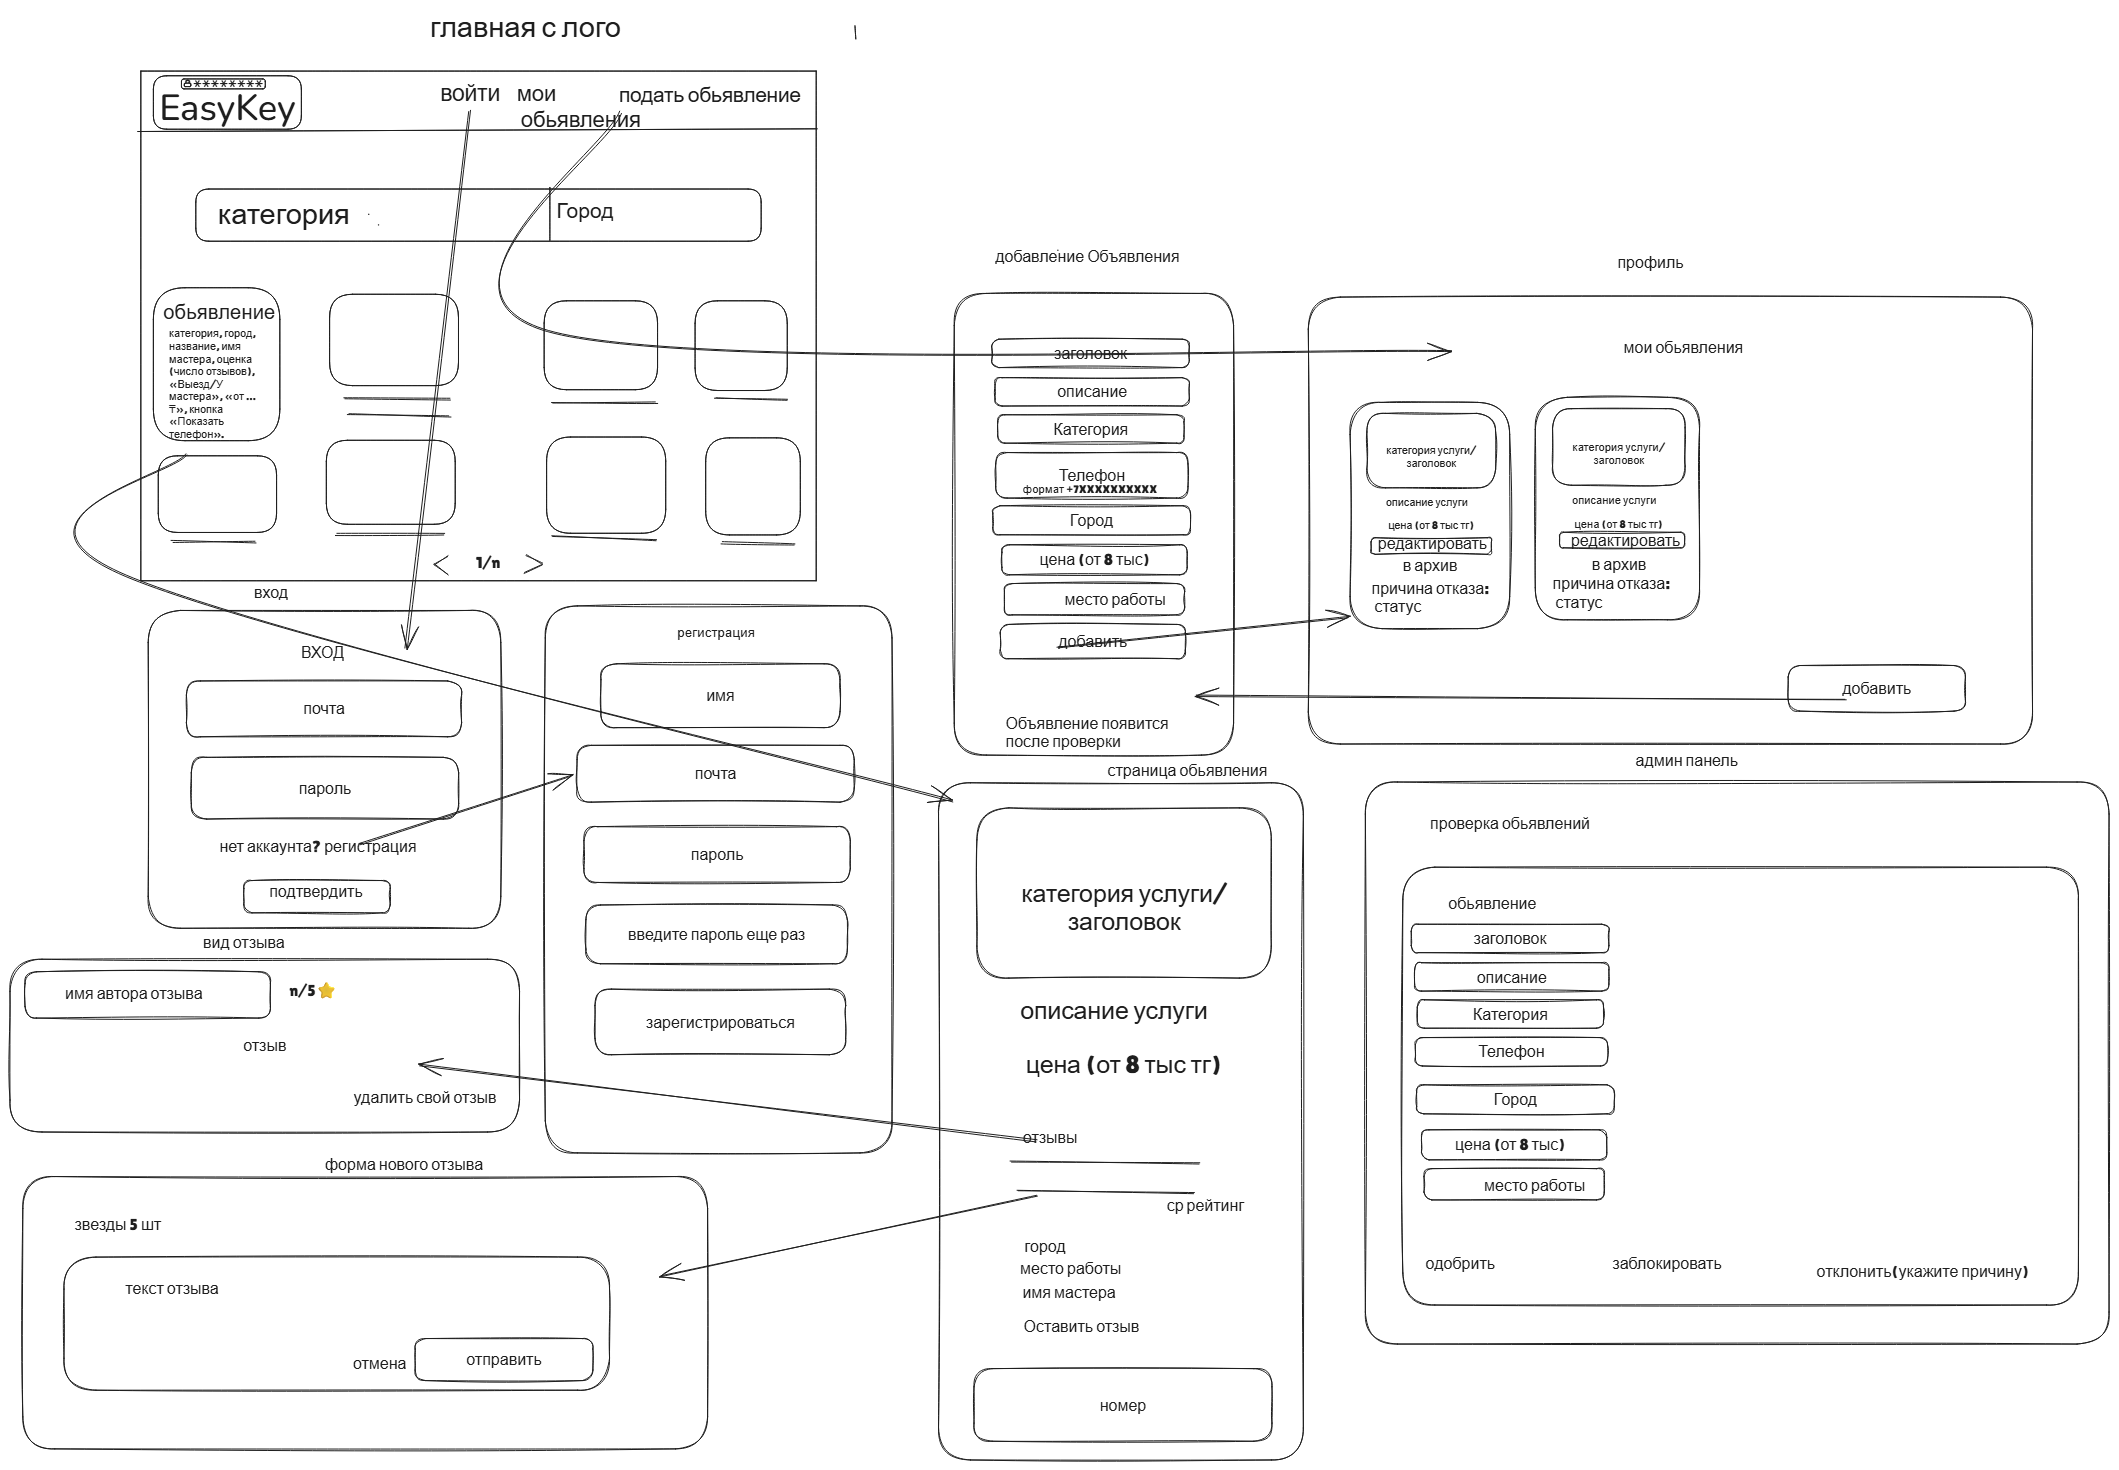 главная с лого
EasyKey
войти
мои
обьявления
подать обьявление
категория
Город
обьявление
категория, город,
название, имя
мастера, оценка
(число отзывов),
«Выезд/У
мастера», «от ...
₸», кнопка
«Показать
телефон».
1/n
добавление Объявления
заголовок
описание
Категория
Телефон
формат +7XXXXXXXXXX
Город
цена (от 8 тыс)
место работы
добавить
Объявление появится
после проверки
профиль
мои обьявления
категория услуги/
заголовок
описание услуги
цена (от 8 тыс тг)
редактировать
в архив
причина отказа:
статус
категория услуги/
заголовок
описание услуги
цена (от 8 тыс тг)
редактировать
в архив
причина отказа:
статус
добавить
вход
ВХОД
почта
пароль
нет аккаунта? регистрация
подтвердить
регистрация
имя
почта
пароль
введите пароль еще раз
зарегистрироваться
вид отзыва
имя автора отзыва
n/5⭐
отзыв
удалить свой отзыв
форма нового отзыва
звезды 5 шт
текст отзыва
отмена
отправить
страница обьявления
категория услуги/
заголовок
описание услуги
цена (от 8 тыс тг)
отзывы
ср рейтинг
город
место работы
имя мастера
Оставить отзыв
номер
админ панель
проверка обьявлений
обьявление
заголовок
описание
Категория
Телефон
Город
цена (от 8 тыс)
место работы
одобрить
заблокировать
отклонить(укажите причину)